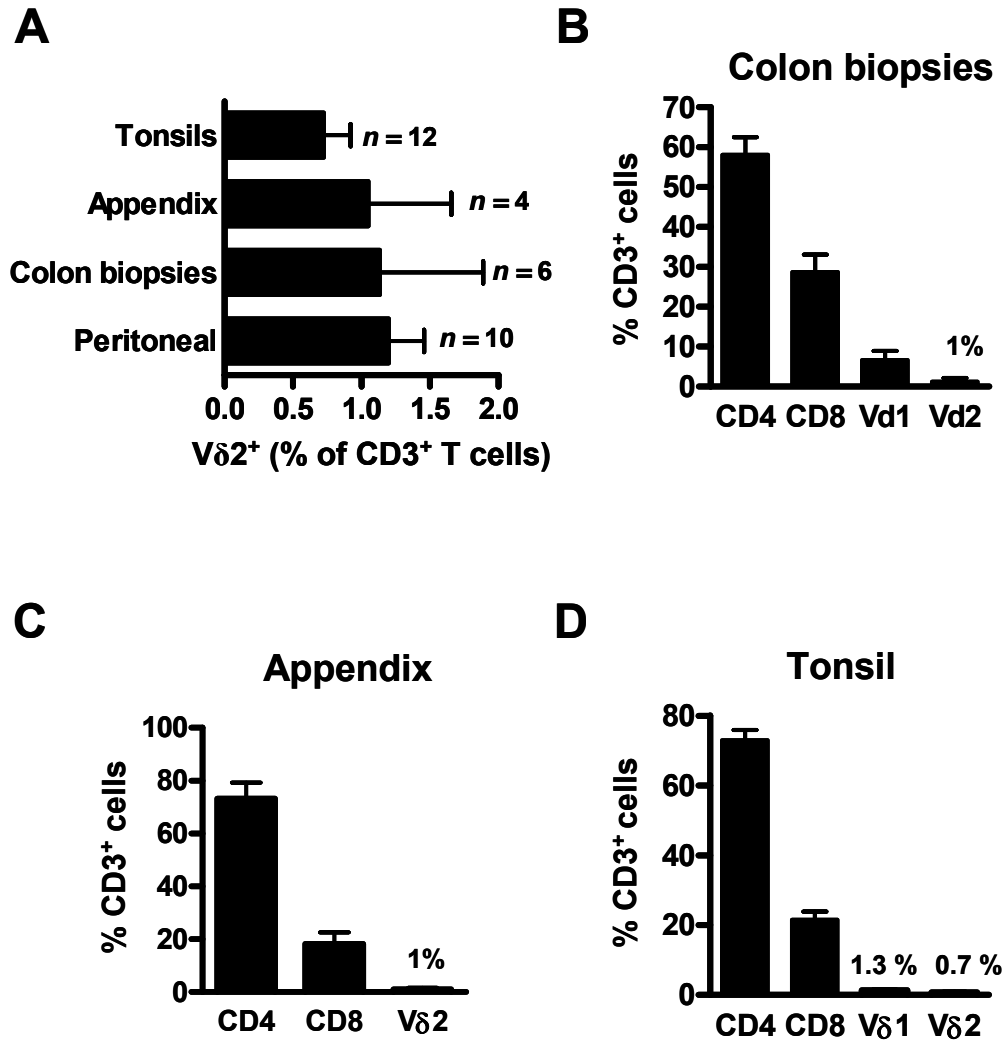 A
Tonsils
n = 12
Appendix
n = 4
Colon biopsies
n = 6
Peritoneal
n = 10
0.0 0.5 1.0 1.5 2.0
Vδ2+ (% of CD3+ T cells)
B
Colon biopsies
% CD3+ cells
70
60
50
40
30
20
10
0
1%
CD4 CD8 Vd1 Vd2
C
Appendix
% CD3+ cells
100
80
60
40
20
0
1%
CD4 CD8 Vδ2
D
Tonsil
% CD3+ cells
80
60
40
20
0
1.3 % 0.7 %
CD4 CD8 Vδ1 Vδ2